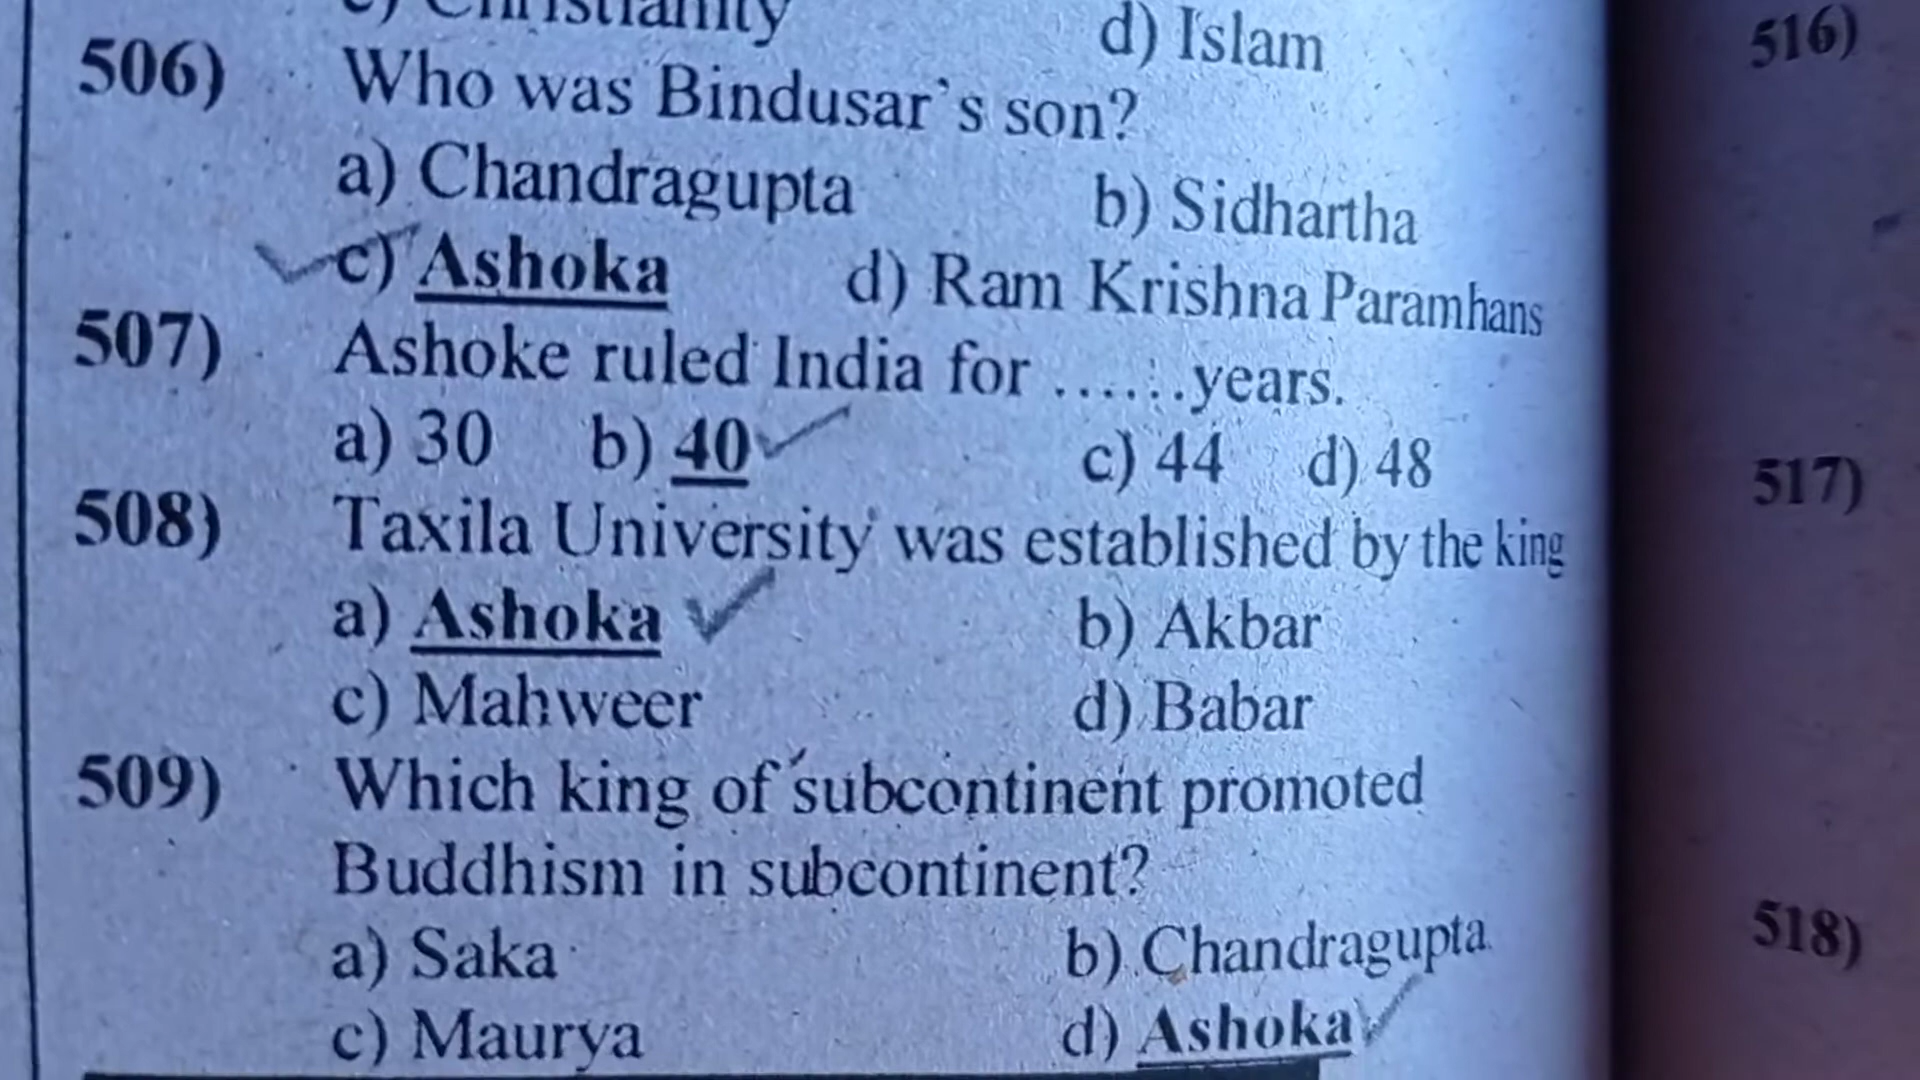 c) Christianity d) Islam
506) Who was Bindusar's son?
a) Chandragupta b) Sidhartha
c) Ashoka d) Ram Krishna Paramhans
507) Ashoke ruled India for ......years.
a) 30 b) 40 c) 44 d) 48
508) Taxila University was established by the king
a) Ashoka b) Akbar
c) Mahweer d) Babar
509) Which king of subcontinent promoted
Buddhism in subcontinent?
a) Saka b) Chandragupta
c) Maurya d) Ashoka
516)
517)
518)